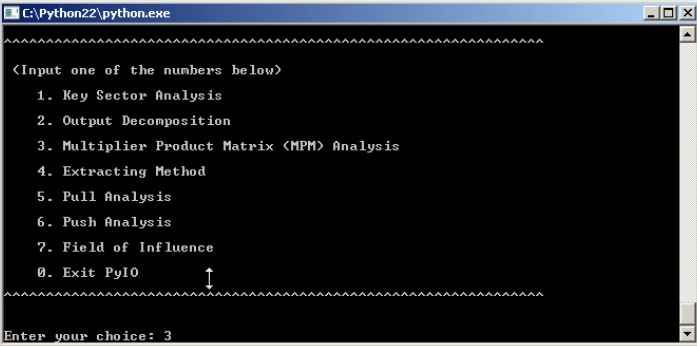 C:\Python22\python.exe
^^^^^^^^^^^^^^^^^^^^^^^^^^^^^^^^^^^^^^^^^^^^^^^^^^^^^^^^^^^^^^^^^
(Input one of the numbers below)
1. Key Sector Analysis
2. Output Decomposition
3. Multiplier Product Matrix (MPM) Analysis
4. Extracting Method
5. Pull Analysis
6. Push Analysis
7. Field of Influence
0. Exit PyIO
^^^^^^^^^^^^^^^^^^^^^^^^^^^^^^^^^^^^^^^^^^^^^^^^^^^^^^^^^^^^^^^^^
Enter your choice: 3